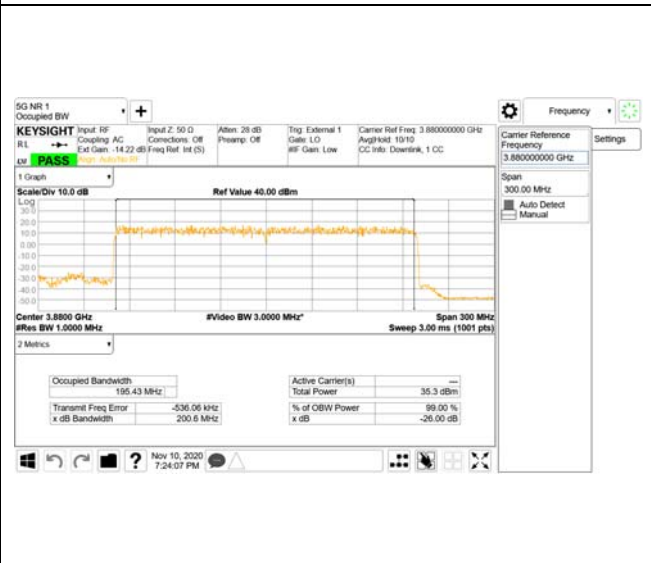 5G NR 1
Occupied BW
Frequency
KEYSIGHT
Input: RF
Input Z: 50 Ω
Atten: 28 dB
Trig: External 1
Carrier Ref Freq: 3.880000000 GHz
Coupling: AC
Corrections: Off
Preamp: Off
Gate: LO
Avg|Hold: 10/10
Ext Gain: -14.22 dB
Freq Ref: Int (S)
#IF Gain: Low
CC Info: Downlink, 1 CC
PASS
Align: Auto/No RF
Carrier Reference
Frequency
3.880000000 GHz
Settings
Span
300.00 MHz
Auto Detect
Manual
1 Graph
Scale/Div 10.0 dB
Ref Value 40.00 dBm
Log
30.0
20.0
10.0
0.00
-10.0
-20.0
-30.0
-40.0
-50.0
Center 3.8800 GHz
#Video BW 3.0000 MHz*
Span 300 MHz
#Res BW 1.0000 MHz
Sweep 3.00 ms (1001 pts)
2 Metrics
Occupied Bandwidth
195.43 MHz
Active Carrier(s)
---
Total Power
35.3 dBm
Transmit Freq Error
-536.06 kHz
% of OBW Power
99.00 %
x dB Bandwidth
200.6 MHz
x dB
-26.00 dB
Nov 10, 2020
7:24:07 PM